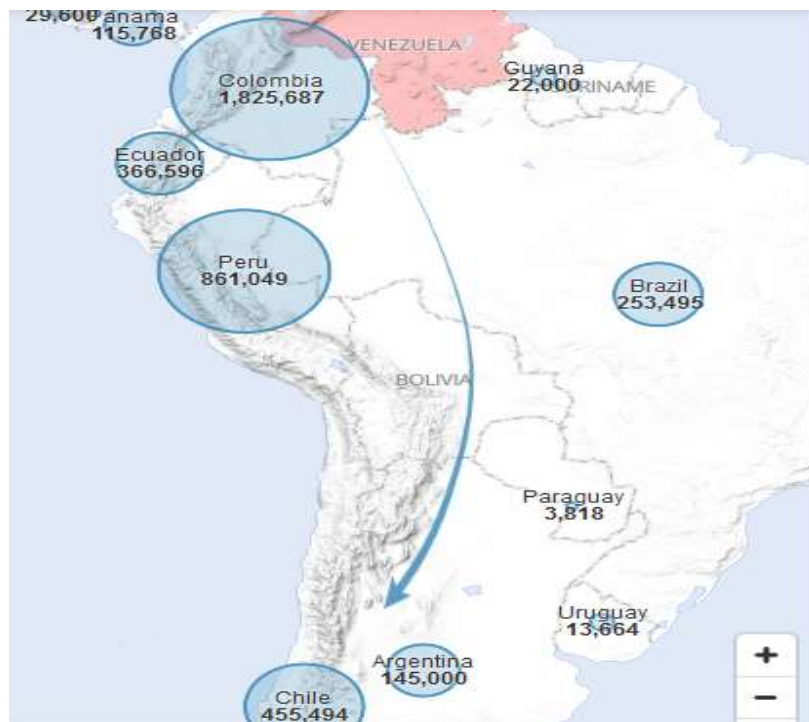 29,600
Panama
115,768
VENEZUELA
Colombia
1,825,687
Guyana
22,000
RINAME
Ecuador
366,596
Peru
861,049
Brazil
253,495
BOLIVIA
Paraguay
3,818
Uruguay
13,664
Argentina
145,000
Chile
455,494
+
−